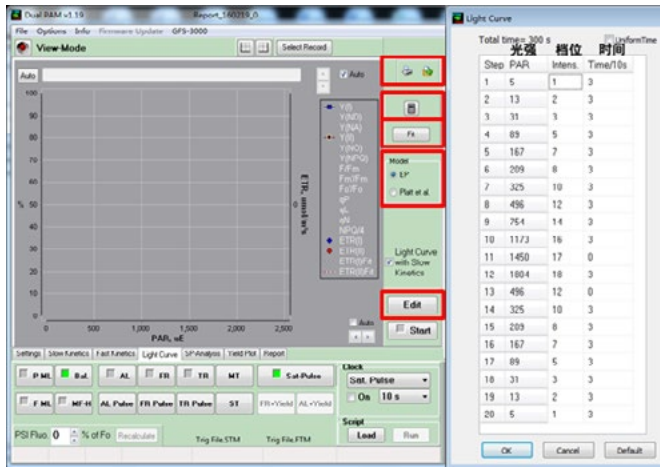 Dual PAM v1.19 Report_160219_0
File Options Info Firmware Update GFS-3000
View-Mode
Select Record
Auto
Auto
100
90
80
70
60
% 50
40
30
20
10
0
0 500 1,000 1,500 2,000 2,500
PAR, uE
Y(I)
Y(ND)
Y(NA)
Y(II)
Y(NO)
Y(NPQ)
F/Fm
Fm'/Fm
Fo'/Fo
qP
qL
qN
NPQ/4
ETR(I)
ETR(II)
ETR(I)Fit
ETR(II)Fit
Fit
Model
EP
Platt et al.
Light Curve
with Slow
Kinetics
Edit
Auto
Start
Settings Slow Kinetics Fast Kinetics Light Curve SP-Analysis Yield Plot Report
P ML Bal. AL FR TR MT Sat-Pulse
F ML MF-H AL Pulse FR Pulse TR Pulse ST FR+Yield AL+Yield
Clock
Sat. Pulse
On 10 s
Script
Load Run
PSI Fluo. 0 % of Fo Recalculate Trig File.STM Trig File.FTM
Light Curve
Total time= 300 s UniformTime
光强 档位 时间
Step PAR Intens. Time/10s
1 5 1 3
2 13 2 3
3 31 3 3
4 89 5 3
5 167 7 3
6 209 8 3
7 325 10 3
8 496 12 3
9 764 14 3
10 1173 16 3
11 1450 17 0
12 1804 18 3
13 496 12 0
14 325 10 3
15 209 8 3
16 167 7 3
17 89 5 3
18 31 3 3
19 13 2 3
20 5 1 3
OK Cancel Default